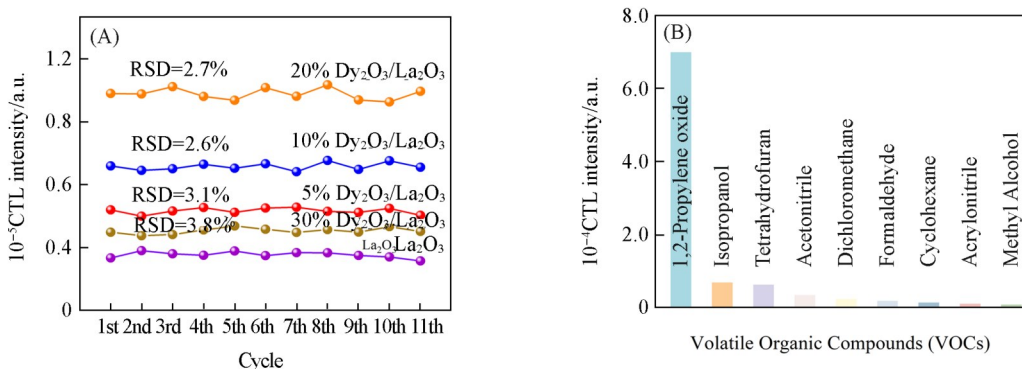 (A)
10⁻⁵CTL intensity/a.u.
1.2
0.8
0.6
0.4
0
RSD=2.7%
20% Dy₂O₃/La₂O₃
RSD=2.6%
10% Dy₂O₃/La₂O₃
RSD=3.1%
5% Dy₂O₃/La₂O₃
RSD=3.8%
30% Dy₂O₃/La₂O₃
La₂O₃La₂O₃
1st 2nd 3rd 4th 5th 6th 7th 8th 9th 10th 11th
Cycle
(B)
10⁻⁴CTL intensity/a.u.
8.0
6.0
4.0
2.0
0
1,2-Propylene oxide
Isopropanol
Tetrahydrofuran
Acetonitrile
Dichloromethane
Formaldehyde
Cyclohexane
Acrylonitrile
Methyl Alcohol
Volatile Organic Compounds (VOCs)